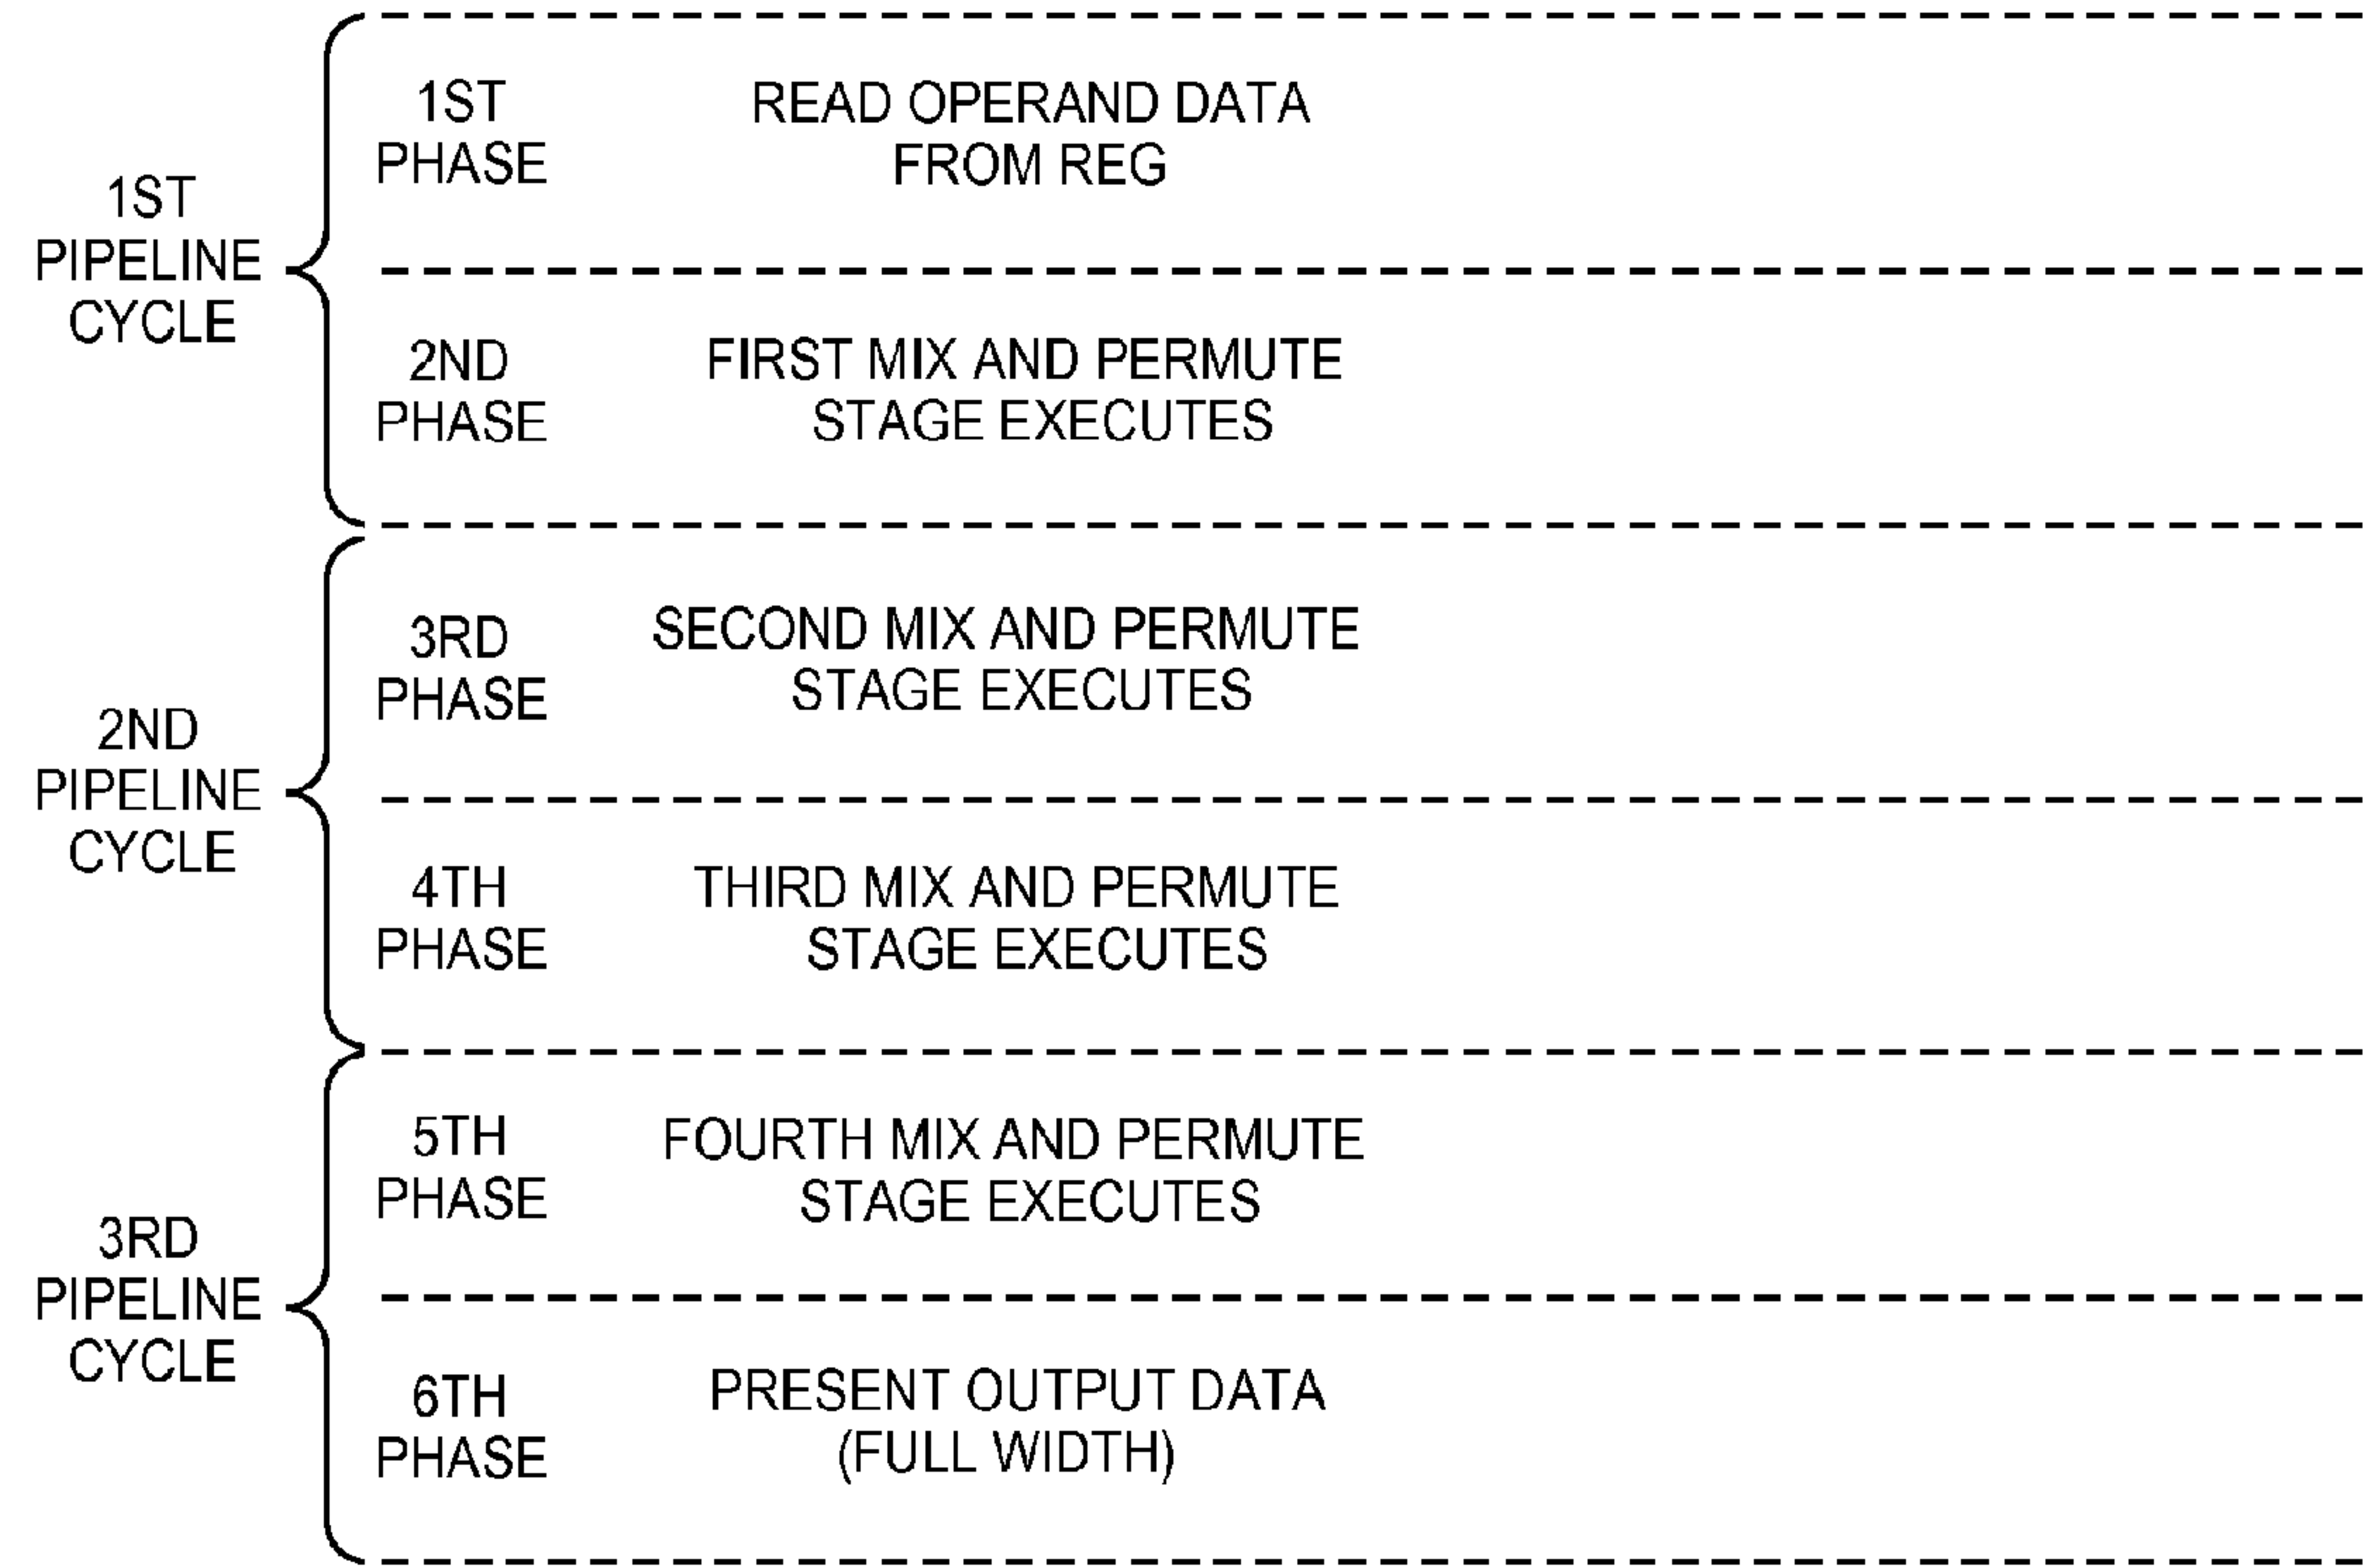 1ST
PIPELINE
CYCLE
1ST
PHASE
READ OPERAND DATA
FROM REG
2ND
PHASE
FIRST MIX AND PERMUTE
STAGE EXECUTES
2ND
PIPELINE
CYCLE
3RD
PHASE
SECOND MIX AND PERMUTE
STAGE EXECUTES
4TH
PHASE
THIRD MIX AND PERMUTE
STAGE EXECUTES
3RD
PIPELINE
CYCLE
5TH
PHASE
FOURTH MIX AND PERMUTE
STAGE EXECUTES
6TH
PHASE
PRESENT OUTPUT DATA
(FULL WIDTH)